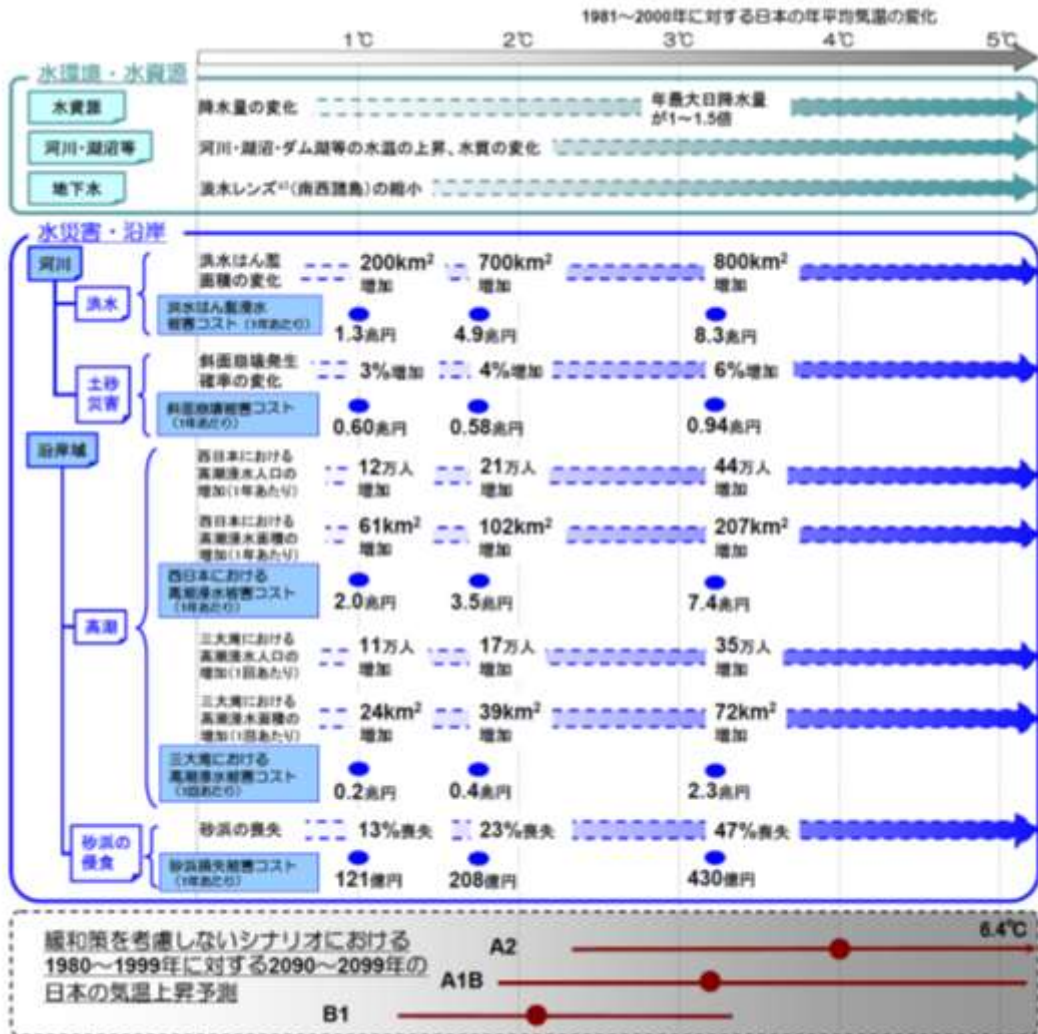 1981～2000年に対する日本の年平均気温の変化
1℃ 2℃ 3℃ 4℃ 5℃
水環境・水資源
水資源
降水量の変化
年最大日降水量
が1～1.5倍
河川・湖沼等
河川・湖沼・ダム湖等の水温の上昇、水質の変化
地下水
淡水レンズ(南西諸島)の縮小
水災害・沿岸
河川
洪水
洪水はん濫
面積の変化
200km² 700km² 800km²
増加 増加 増加
洪水はん濫浸水
被害コスト(1年あたり)
1.3兆円 4.9兆円 8.3兆円
土砂
災害
斜面崩壊発生
確率の変化
3%増加 4%増加 6%増加
斜面崩壊被害コスト
(1年あたり)
0.60兆円 0.58兆円 0.94兆円
沿岸域
高潮
西日本における
高潮浸水人口の
増加(1年あたり)
12万人 21万人 44万人
増加 増加 増加
西日本における
高潮浸水面積の
増加(1年あたり)
61km² 102km² 207km²
増加 増加 増加
西日本における
高潮浸水被害コスト
(1年あたり)
2.0兆円 3.5兆円 7.4兆円
三大湾における
高潮浸水人口の
増加(1回あたり)
11万人 17万人 35万人
増加 増加 増加
三大湾における
高潮浸水面積の
増加(1回あたり)
24km² 39km² 72km²
増加 増加 増加
三大湾における
高潮浸水被害コスト
(1回あたり)
0.2兆円 0.4兆円 2.3兆円
砂浜の
侵食
砂浜の喪失
13%喪失 23%喪失 47%喪失
砂浜損失被害コスト
(1年あたり)
121億円 208億円 430億円
緩和策を考慮しないシナリオにおける
1980～1999年に対する2090～2099年の
日本の気温上昇予測
6.4℃
A2
A1B
B1